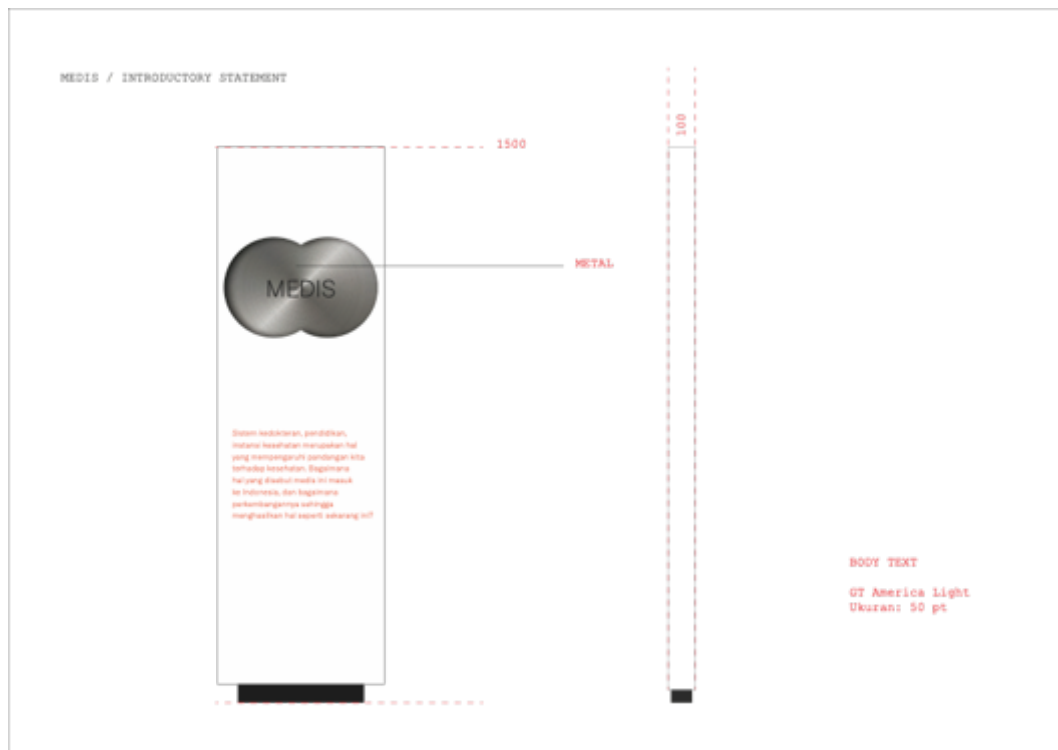 MEDIS / INTRODUCTORY STATEMENT
1500
100
METAL
MEDIS
Sistem kedokteran, pendidikan,
instansi kesehatan merupakan hal
yang mempengaruhi pandangan kita
terhadap kesehatan. Bagaimana
hal yang disebut medis ini masuk
ke Indonesia, dan bagaimana
perkembangannya sehingga
menghasilkan hal seperti sekarang ini?
BODY TEXT
GT America Light
Ukuran: 50 pt